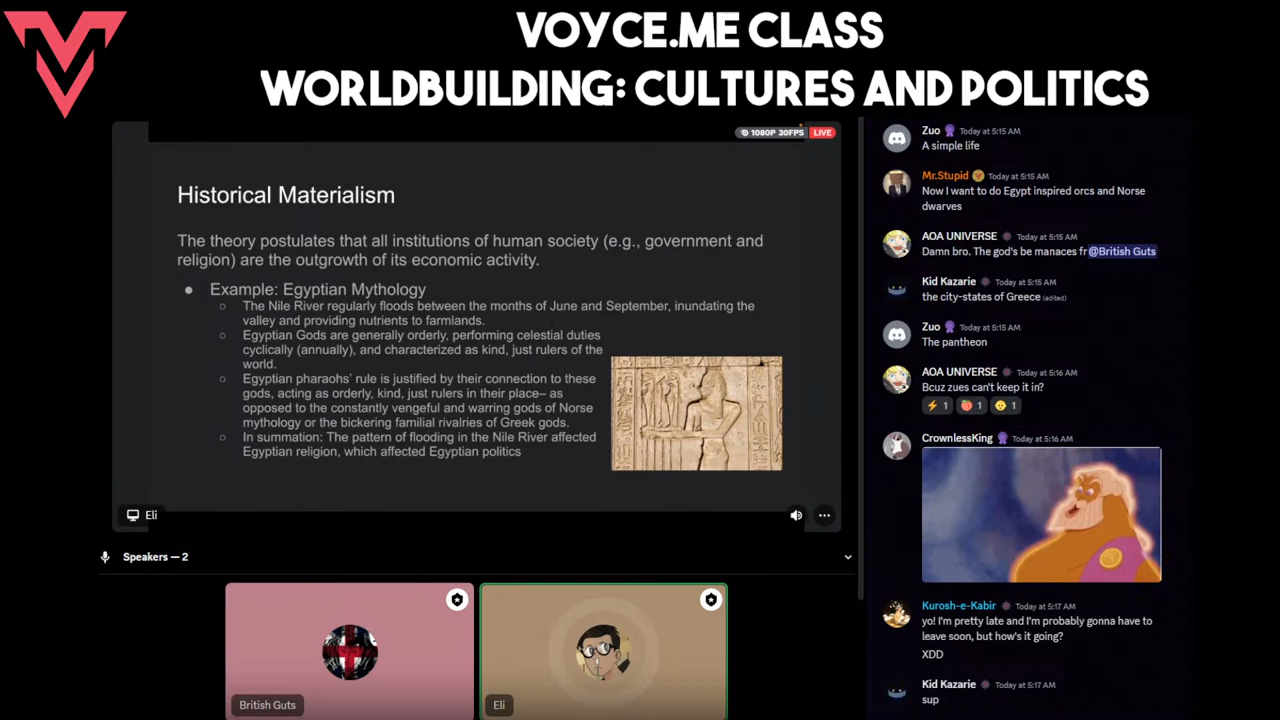 VOYCE.ME CLASS
WORLDBUILDING: CULTURES AND POLITICS
1080P 30FPS LIVE
Historical Materialism
The theory postulates that all institutions of human society (e.g., government and
religion) are the outgrowth of its economic activity.
● Example: Egyptian Mythology
○ The Nile River regularly floods between the months of June and September, inundating the
valley and providing nutrients to farmlands.
○ Egyptian Gods are generally orderly, performing celestial duties
cyclically (annually), and characterized as kind, just rulers of the
world.
○ Egyptian pharaohs' rule is justified by their connection to these
gods, acting as orderly, kind, just rulers in their place– as
opposed to the constantly vengeful and warring gods of Norse
mythology or the bickering familial rivalries of Greek gods.
○ In summation: The pattern of flooding in the Nile River affected
Egyptian religion, which affected Egyptian politics
Eli
Speakers — 2
British Guts
Eli
Zuo Today at 5:15 AM
A simple life
Mr.Stupid Today at 5:15 AM
Now I want to do Egypt inspired orcs and Norse
dwarves
AOA UNIVERSE Today at 5:15 AM
Damn bro. The god's be manaces fr@British Guts
Kid Kazarie Today at 5:15 AM
the city-states of Greece (edited)
Zuo Today at 5:15 AM
The pantheon
AOA UNIVERSE Today at 5:16 AM
Bcuz zues can't keep it in?
⚡ 1 🍑 1 😗 1
CrownlessKing Today at 5:16 AM
Kurosh-e-Kabir Today at 5:17 AM
yo! I'm pretty late and I'm probably gonna have to
leave soon, but how's it going?
XDD
Kid Kazarie Today at 5:17 AM
sup